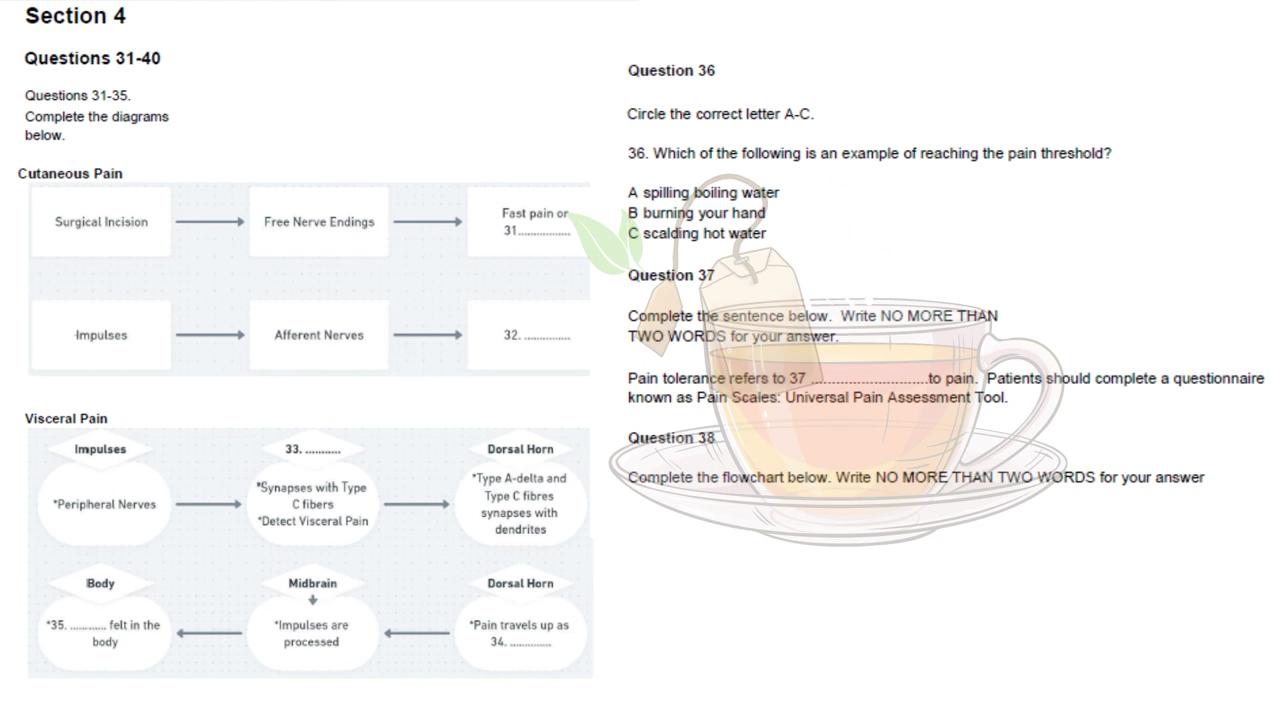 Section 4
Questions 31-40
Questions 31-35.
Complete the diagrams
below.
Cutaneous Pain
Surgical Incision
Free Nerve Endings
Fast pain or
31................
Impulses
Afferent Nerves
32. ..............
Visceral Pain
Impulses
*Peripheral Nerves
33. ...........
*Synapses with Type
C fibers
*Detect Visceral Pain
Dorsal Horn
*Type A-delta and
Type C fibres
synapses with
dendrites
Body
*35. ........... felt in the
body
Midbrain
*Impulses are
processed
Dorsal Horn
*Pain travels up as
34. .............
Question 36
Circle the correct letter A-C.
36. Which of the following is an example of reaching the pain threshold?
A spilling boiling water
B burning your hand
C scalding hot water
Question 37
Complete the sentence below.  Write NO MORE THAN
TWO WORDS for your answer.
Pain tolerance refers to 37 .............................to pain.  Patients should complete a questionnaire
known as Pain Scales: Universal Pain Assessment Tool.
Question 38
Complete the flowchart below. Write NO MORE THAN TWO WORDS for your answer